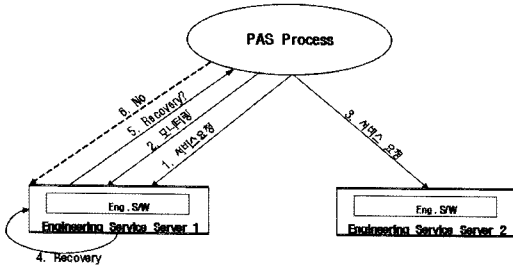 PAS Process
6. No
5. Recovery?
2. 모니터링
1. 서비스요청
3. 서비스 요청
Eng.S/W
Engineering Service Server 1
Eng.S/W
Engineering Service Server 2
4. Recovery